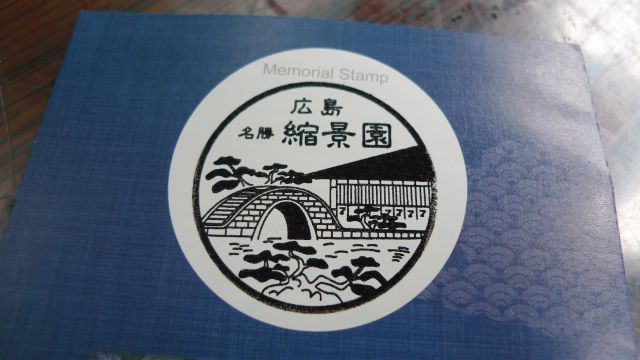 Memorial Stamp
広島
名勝 縮景園